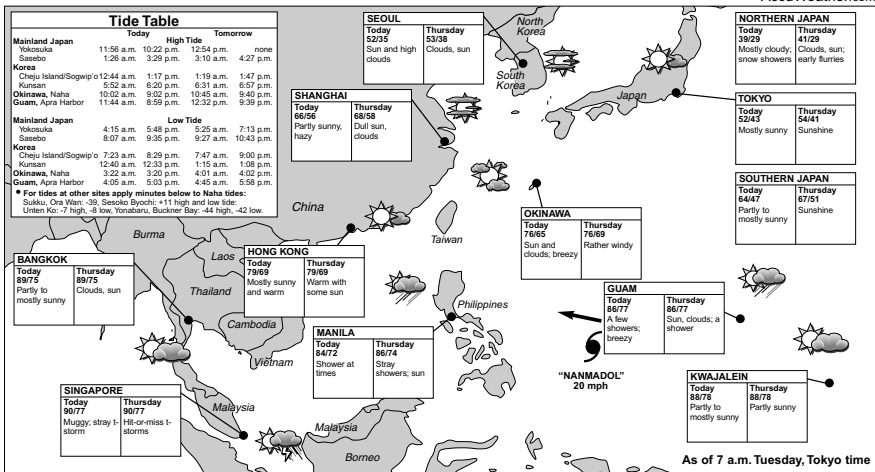 Tide Table
Today Tomorrow
Mainland Japan High Tide
Yokosuka 11:56 a.m. 10:22 p.m. 12:54 p.m. none
Sasebo 1:26 a.m. 3:29 p.m. 3:10 a.m. 4:27 p.m.
Korea
Cheju Island/Sogwip'o 12:44 a.m. 1:17 p.m. 1:19 a.m. 1:47 p.m.
Kunsan 5:52 a.m. 6:20 p.m. 6:31 a.m. 6:57 p.m.
Okinawa, Naha 10:02 a.m. 9:02 p.m. 10:45 a.m. 9:40 p.m.
Guam, Apra Harbor 11:44 a.m. 8:59 p.m. 12:32 p.m. 9:39 p.m.
Mainland Japan Low Tide
Yokosuka 4:15 a.m. 5:48 p.m. 5:25 a.m. 7:13 p.m.
Sasebo 8:07 a.m. 9:35 p.m. 9:27 a.m. 10:43 p.m.
Korea
Cheju Island/Sogwip'o 7:23 a.m. 8:29 p.m. 7:47 a.m. 9:00 p.m.
Kunsan 12:40 a.m. 12:33 p.m. 1:15 a.m. 1:08 p.m.
Okinawa, Naha 3:22 a.m. 3:20 p.m. 4:01 a.m. 4:02 p.m.
Guam, Apra Harbor 4:05 a.m. 5:03 p.m. 4:45 a.m. 5:58 p.m.
• For tides at other sites apply minutes below to Naha tides:
Sukku, Ora Wan: -39, Sesoko Byochi: +11 high and low tide:
Unten Ko: -7 high, -8 low, Yonabaru, Buckner Bay: -44 high, -42 low.
SEOUL
Today Thursday
52/35 53/38
Sun and high Clouds, sun
clouds
North
Korea
South
Korea
Japan
NORTHERN JAPAN
Today Thursday
39/29 41/29
Mostly cloudy; Clouds, sun;
snow showers early flurries
SHANGHAI
Today Thursday
66/56 68/58
Partly sunny, Dull sun,
hazy clouds
TOKYO
Today Thursday
52/43 54/41
Mostly sunny Sunshine
SOUTHERN JAPAN
Today Thursday
64/47 67/51
Partly to Sunshine
mostly sunny
China
Taiwan
OKINAWA
Today Thursday
76/65 76/69
Sun and Rather windy
clouds; breezy
Burma
Laos
Thailand
Cambodia
Vietnam
BANGKOK
Today Thursday
89/75 89/75
Partly to Clouds, sun
mostly sunny
HONG KONG
Today Thursday
79/69 79/69
Mostly sunny Warm with
and warm some sun
Philippines
GUAM
Today Thursday
86/77 86/77
A few Sun, clouds; a
showers; shower
breezy
MANILA
Today Thursday
84/72 86/74
Shower at Stray
times showers; sun
"NANMADOL"
20 mph
KWAJALEIN
Today Thursday
88/78 88/78
Partly to Partly sunny
mostly sunny
SINGAPORE
Today Thursday
90/77 90/77
Muggy; stray t- Hit-or-miss t-
storm storms
Malaysia
Malaysia
Borneo
As of 7 a.m. Tuesday, Tokyo time